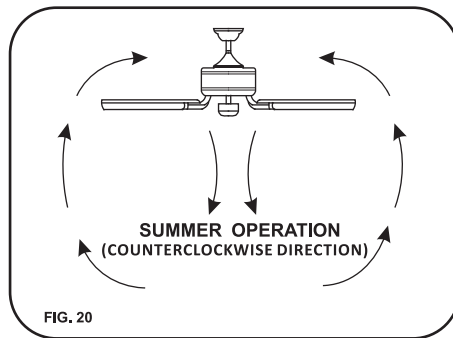 SUMMER OPERATION
(COUNTERCLOCKWISE DIRECTION)
FIG. 20